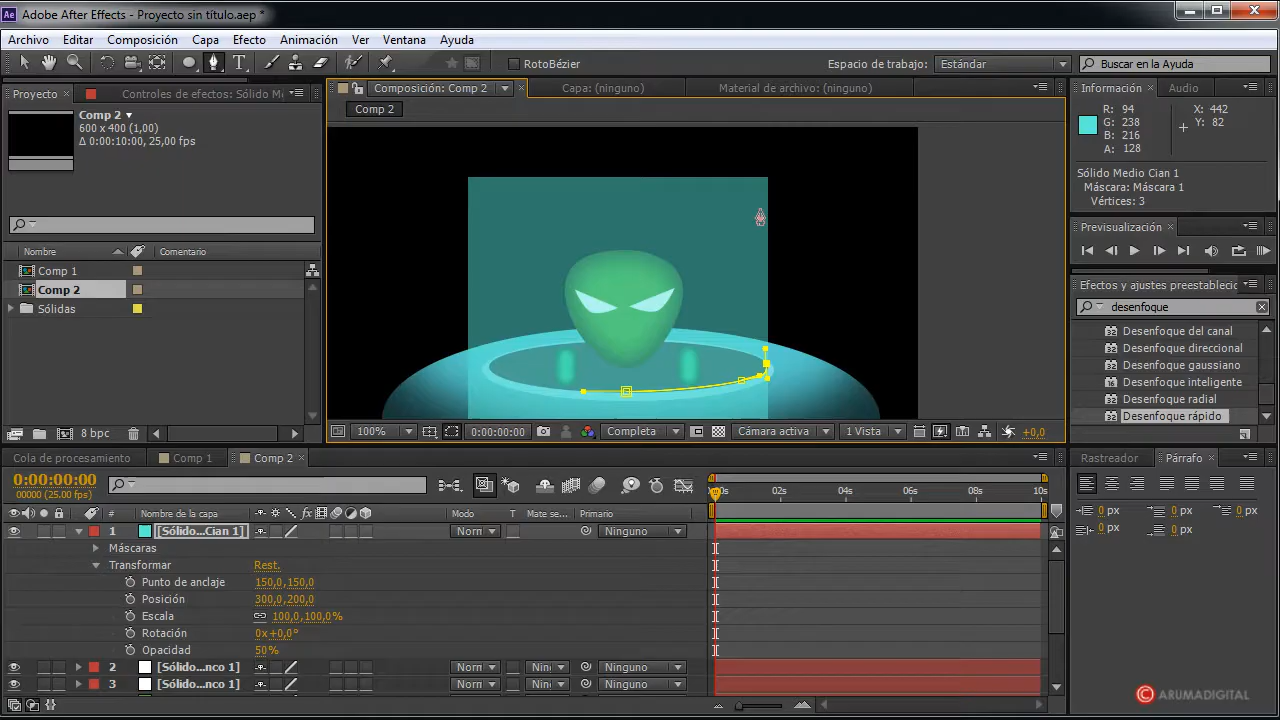 Ae Adobe After Effects - Proyecto sin título.aep *
Archivo Editar Composición Capa Efecto Animación Ver Ventana Ayuda
RotoBézier Espacio de trabajo: Estándar Buscar en la Ayuda
Proyecto × Controles de efectos: Sólido M
Composición: Comp 2 Capa: (ninguno) Material de archivo: (ninguno)
Información × Audio
Comp 2
Comp 2
600 x 400 (1,00)
Δ 0:00:10:00, 25,00 fps
R: 94 X: 442
G: 238 Y: 82
B: 216
A: 128
Sólido Medio Cian 1
Máscara: Máscara 1
Vértices: 3
Previsualización ×
Nombre Comentario
Comp 1
Comp 2
Sólidas
Efectos y ajustes preestablecic
desenfoque
Desenfoque del canal
Desenfoque direccional
Desenfoque gaussiano
Desenfoque inteligente
Desenfoque radial
Desenfoque rápido
8 bpc
100% 0:00:00:00 Completa Cámara activa 1 Vista +0,0
Cola de procesamiento Comp 1 Comp 2 ×
Rastreador Párrafo ×
0:00:00:00
00000 (25.00 fps)
00s 02s 04s 06s 08s 10s
0 px 0 px 0 px
0 px 0 px
Nº Nombre de la capa Modo T Mate se... Primario
1 [Sólido...Cian 1] Norn Ninguno
Máscaras
Transformar Rest.
Punto de anclaje 150,0,150,0
Posición 300,0,200,0
Escala 100,0,100,0%
Rotación 0x+0,0°
Opacidad 50%
2 [Sólido...nco 1] Norn Nin Ninguno
3 [Sólido...nco 1] Norn Nin Ninguno
© ARUMADIGITAL